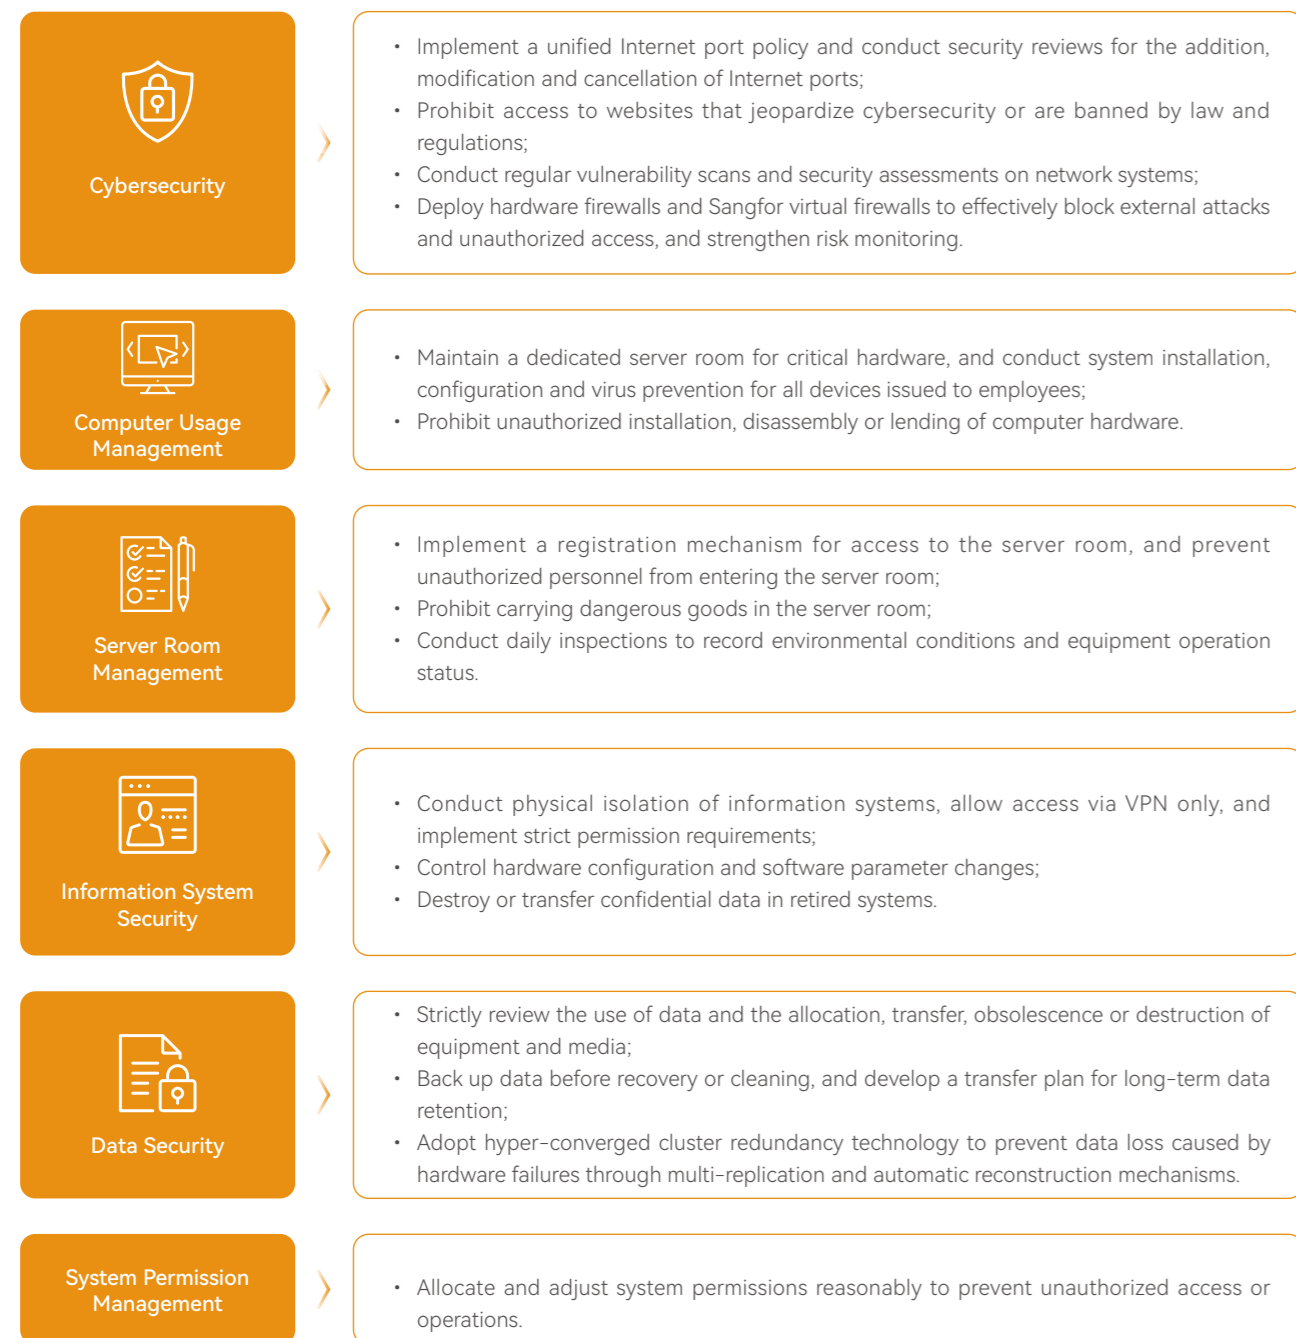 Cybersecurity
• Implement a unified Internet port policy and conduct security reviews for the addition,
modification and cancellation of Internet ports;
• Prohibit access to websites that jeopardize cybersecurity or are banned by law and
regulations;
• Conduct regular vulnerability scans and security assessments on network systems;
• Deploy hardware firewalls and Sangfor virtual firewalls to effectively block external attacks
and unauthorized access, and strengthen risk monitoring.
Computer Usage
Management
• Maintain a dedicated server room for critical hardware, and conduct system installation,
configuration and virus prevention for all devices issued to employees;
• Prohibit unauthorized installation, disassembly or lending of computer hardware.
Server Room
Management
• Implement a registration mechanism for access to the server room, and prevent
unauthorized personnel from entering the server room;
• Prohibit carrying dangerous goods in the server room;
• Conduct daily inspections to record environmental conditions and equipment operation
status.
Information System
Security
• Conduct physical isolation of information systems, allow access via VPN only, and
implement strict permission requirements;
• Control hardware configuration and software parameter changes;
• Destroy or transfer confidential data in retired systems.
Data Security
• Strictly review the use of data and the allocation, transfer, obsolescence or destruction of
equipment and media;
• Back up data before recovery or cleaning, and develop a transfer plan for long-term data
retention;
• Adopt hyper-converged cluster redundancy technology to prevent data loss caused by
hardware failures through multi-replication and automatic reconstruction mechanisms.
System Permission
Management
• Allocate and adjust system permissions reasonably to prevent unauthorized access or
operations.